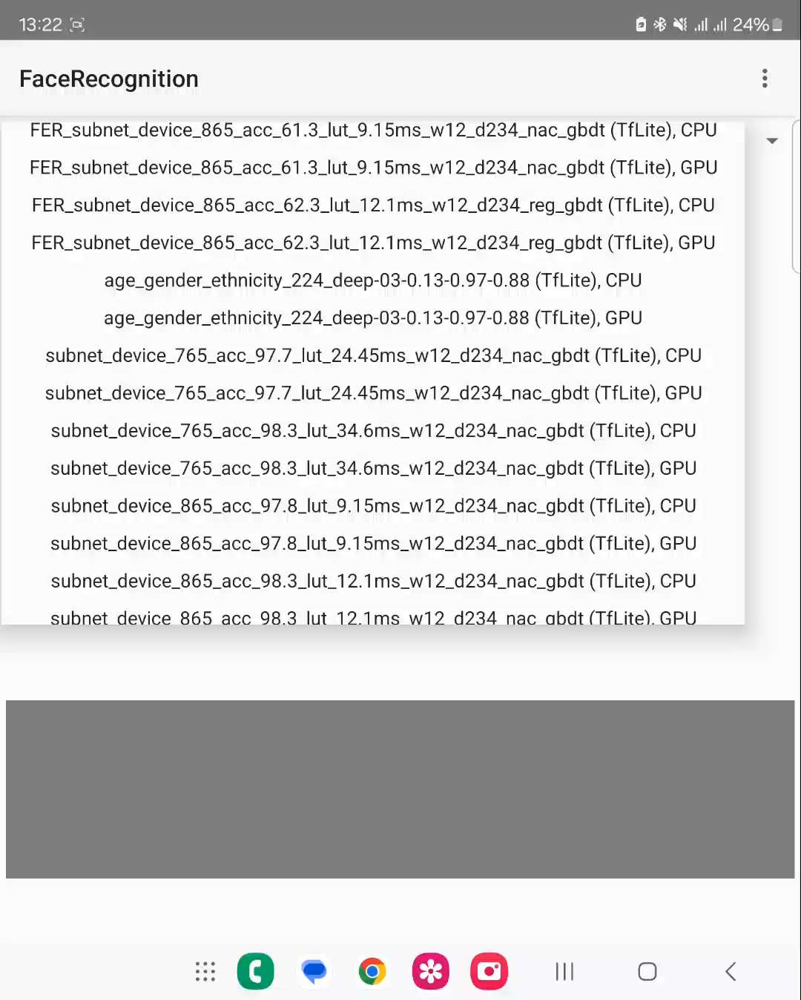 13:22 24%
FaceRecognition
FER_subnet_device_865_acc_61.3_lut_9.15ms_w12_d234_nac_gbdt (TfLite), CPU
FER_subnet_device_865_acc_61.3_lut_9.15ms_w12_d234_nac_gbdt (TfLite), GPU
FER_subnet_device_865_acc_62.3_lut_12.1ms_w12_d234_reg_gbdt (TfLite), CPU
FER_subnet_device_865_acc_62.3_lut_12.1ms_w12_d234_reg_gbdt (TfLite), GPU
age_gender_ethnicity_224_deep-03-0.13-0.97-0.88 (TfLite), CPU
age_gender_ethnicity_224_deep-03-0.13-0.97-0.88 (TfLite), GPU
subnet_device_765_acc_97.7_lut_24.45ms_w12_d234_nac_gbdt (TfLite), CPU
subnet_device_765_acc_97.7_lut_24.45ms_w12_d234_nac_gbdt (TfLite), GPU
subnet_device_765_acc_98.3_lut_34.6ms_w12_d234_nac_gbdt (TfLite), CPU
subnet_device_765_acc_98.3_lut_34.6ms_w12_d234_nac_gbdt (TfLite), GPU
subnet_device_865_acc_97.8_lut_9.15ms_w12_d234_nac_gbdt (TfLite), CPU
subnet_device_865_acc_97.8_lut_9.15ms_w12_d234_nac_gbdt (TfLite), GPU
subnet_device_865_acc_98.3_lut_12.1ms_w12_d234_nac_gbdt (TfLite), CPU
subnet_device_865_acc_98.3_lut_12.1ms_w12_d234_nac_gbdt (TfLite), GPU